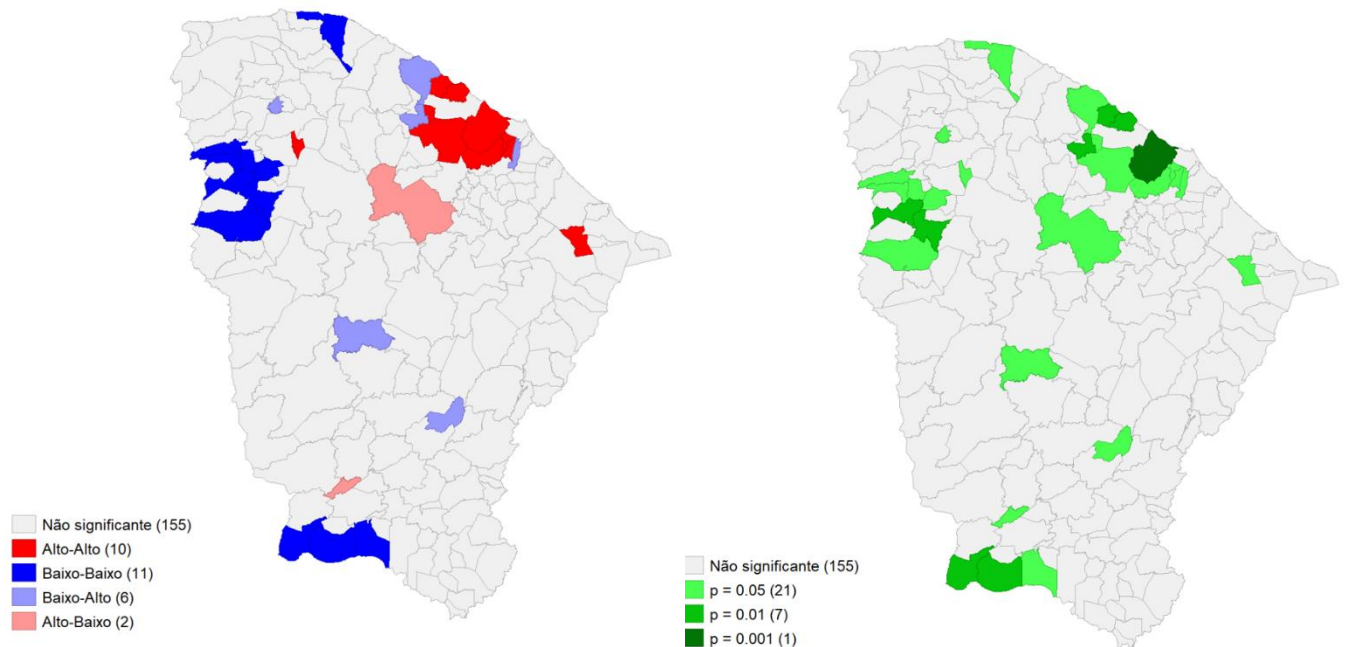 Não significante (155)
Alto-Alto (10)
Baixo-Baixo (11)
Baixo-Alto (6)
Alto-Baixo (2)
Não significante (155)
p = 0.05 (21)
p = 0.01 (7)
p = 0.001 (1)